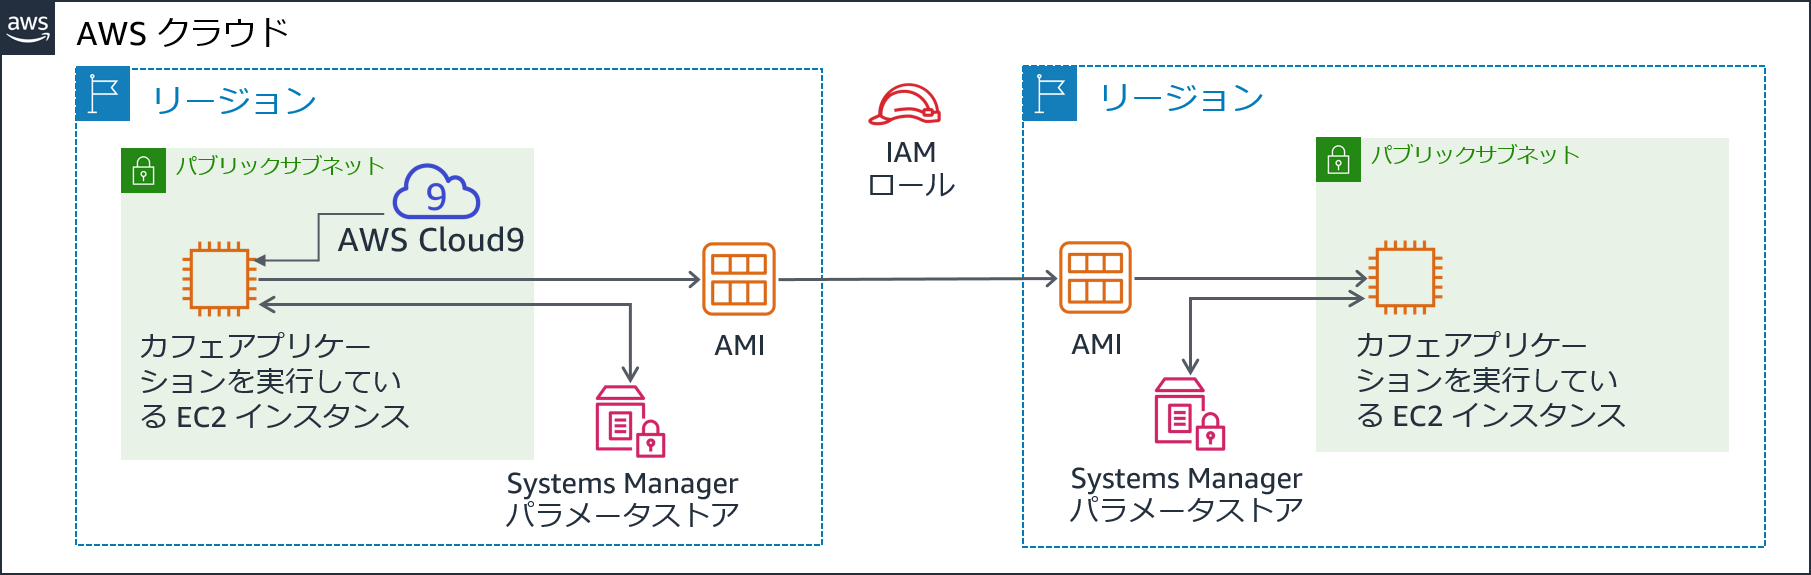 aws
AWS クラウド
リージョン
パブリックサブネット
9
AWS Cloud9
カフェアプリケー
ションを実行してい
る EC2 インスタンス
AMI
Systems Manager
パラメータストア
IAM
ロール
リージョン
パブリックサブネット
AMI
カフェアプリケー
ションを実行してい
る EC2 インスタンス
Systems Manager
パラメータストア